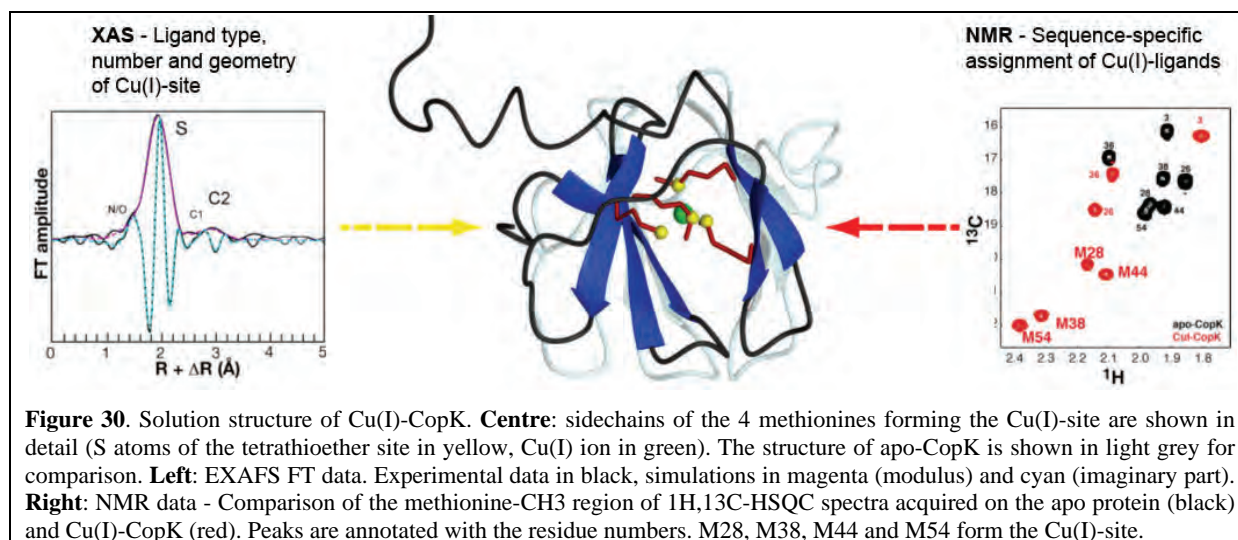 XAS - Ligand type,
number and geometry
of Cu(I)-site
NMR - Sequence-specific
assignment of Cu(I)-ligands
S
N/O
C1
C2
FT amplitude
0 1 2 3 4 5
R + ΔR (Å)
16
17
18
19
13C
3
3
36
36
38
26
26
28
44
54
M28
M44
M38
M54
apo-CopK
CuI-CopK
2.4 2.3 2.2 2.1 2.0 1.9 1.8
1H
Figure 30. Solution structure of Cu(I)-CopK. Centre: sidechains of the 4 methionines forming the Cu(I)-site are shown in
detail (S atoms of the tetrathioether site in yellow, Cu(I) ion in green). The structure of apo-CopK is shown in light grey for
comparison. Left: EXAFS FT data. Experimental data in black, simulations in magenta (modulus) and cyan (imaginary part).
Right: NMR data - Comparison of the methionine-CH3 region of 1H,13C-HSQC spectra acquired on the apo protein (black)
and Cu(I)-CopK (red). Peaks are annotated with the residue numbers. M28, M38, M44 and M54 form the Cu(I)-site.